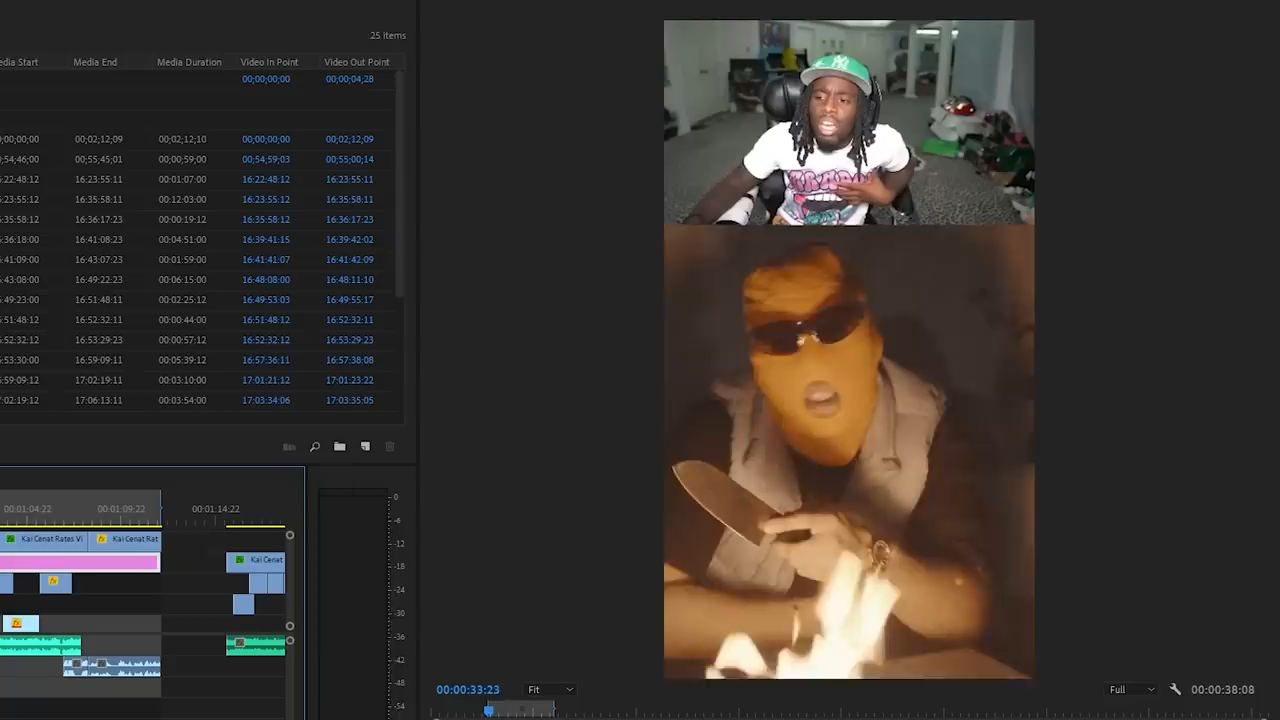 25 Items
edia Start Media End Media Duration Video In Point Video Out Point
00;00;00;00 00;00;04;28
;00;00;00 00;02;12;09 00;02;12;10 00;00;00;00 00;02;12;09
;54;46;00 00;55;45;01 00;00;59;00 00;54;59;03 00;55;00;14
:22:48:12 16:23:55:11 00:01:07:00 16:22:48:12 16:23:55:11
:23:55:12 16:35:58:11 00:12:03:00 16:23:55:12 16:35:58:11
:35:58:12 16:36:17:23 00:00:19:12 16:35:58:12 16:36:17:23
:36:18:00 16:41:08:23 00:04:51:00 16:39:41:15 16:39:42:02
:41:09:00 16:43:07:23 00:01:59:00 16:41:41:07 16:41:42:09
:43:08:00 16:49:22:23 00:06:15:00 16:48:08:00 16:48:11:10
:49:23:00 16:51:48:11 00:02:25:12 16:49:53:03 16:49:55:17
:51:48:12 16:52:32:11 00:00:44:00 16:51:48:12 16:52:32:11
:52:32:12 16:53:29:23 00:00:57:12 16:52:32:12 16:53:29:23
:53:30:00 16:59:09:11 00:05:39:12 16:57:36:11 16:57:38:08
:59:09:12 17:02:19:11 00:03:10:00 17:01:21:12 17:01:23:22
:02:19:12 17:06:13:11 00:03:54:00 17:03:34:06 17:03:35:05
00:01:04:22 00:01:09:22 00:01:14:22
fx Kai Cenat Rates Vi fx Kai Cenat Rat
fx Kai Cenat
fx
fx
0
-6
-12
-18
-24
-30
-36
-42
-48
-54
00:00:33:23 Fit Full 00:00:38:08